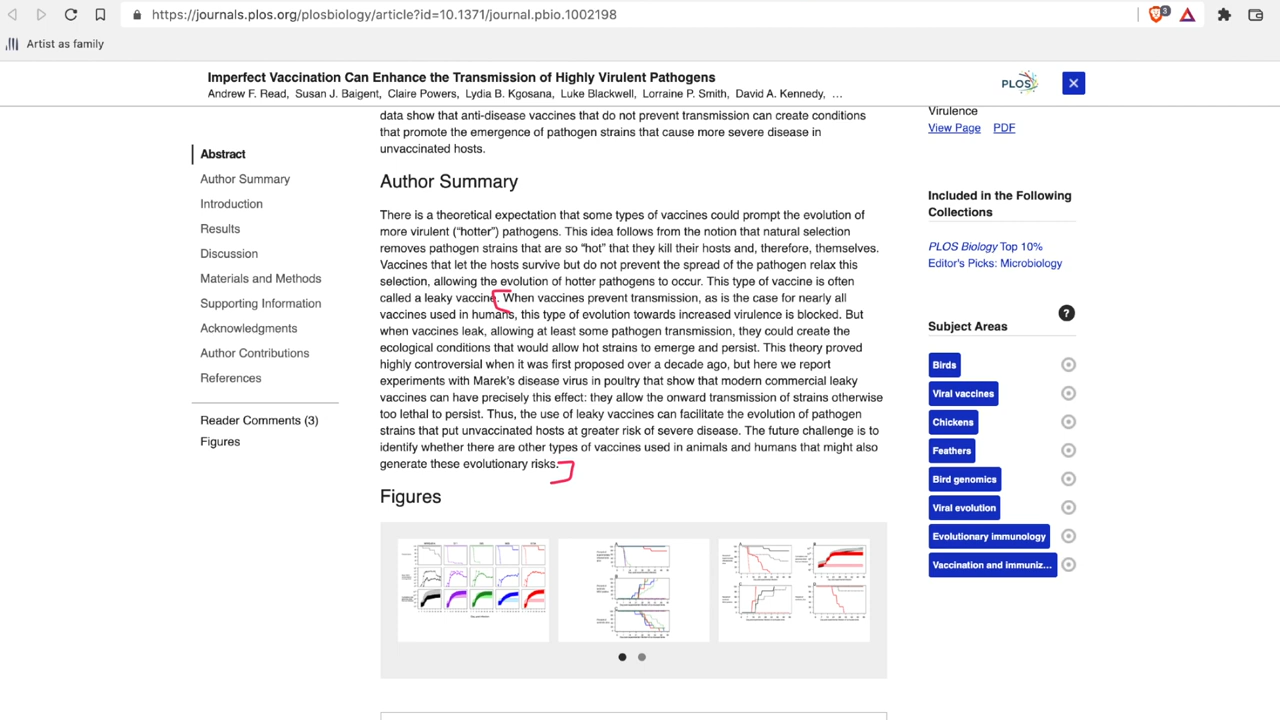 https://journals.plos.org/plosbiology/article?id=10.1371/journal.pbio.1002198
3
Artist as family
Imperfect Vaccination Can Enhance the Transmission of Highly Virulent Pathogens
Andrew F. Read, Susan J. Baigent, Claire Powers, Lydia B. Kgosana, Luke Blackwell, Lorraine P. Smith, David A. Kennedy, …
PLOS
Abstract
Author Summary
Introduction
Results
Discussion
Materials and Methods
Supporting Information
Acknowledgments
Author Contributions
References
Reader Comments (3)
Figures
data show that anti-disease vaccines that do not prevent transmission can create conditions
that promote the emergence of pathogen strains that cause more severe disease in
unvaccinated hosts.
Author Summary
There is a theoretical expectation that some types of vaccines could prompt the evolution of
more virulent (“hotter”) pathogens. This idea follows from the notion that natural selection
removes pathogen strains that are so “hot” that they kill their hosts and, therefore, themselves.
Vaccines that let the hosts survive but do not prevent the spread of the pathogen relax this
selection, allowing the evolution of hotter pathogens to occur. This type of vaccine is often
called a leaky vaccine. When vaccines prevent transmission, as is the case for nearly all
vaccines used in humans, this type of evolution towards increased virulence is blocked. But
when vaccines leak, allowing at least some pathogen transmission, they could create the
ecological conditions that would allow hot strains to emerge and persist. This theory proved
highly controversial when it was first proposed over a decade ago, but here we report
experiments with Marek’s disease virus in poultry that show that modern commercial leaky
vaccines can have precisely this effect: they allow the onward transmission of strains otherwise
too lethal to persist. Thus, the use of leaky vaccines can facilitate the evolution of pathogen
strains that put unvaccinated hosts at greater risk of severe disease. The future challenge is to
identify whether there are other types of vaccines used in animals and humans that might also
generate these evolutionary risks.
Figures
Virulence
View Page PDF
Included in the Following
Collections
PLOS Biology Top 10%
Editor's Picks: Microbiology
?
Subject Areas
Birds
Viral vaccines
Chickens
Feathers
Bird genomics
Viral evolution
Evolutionary immunology
Vaccination and immuniz...